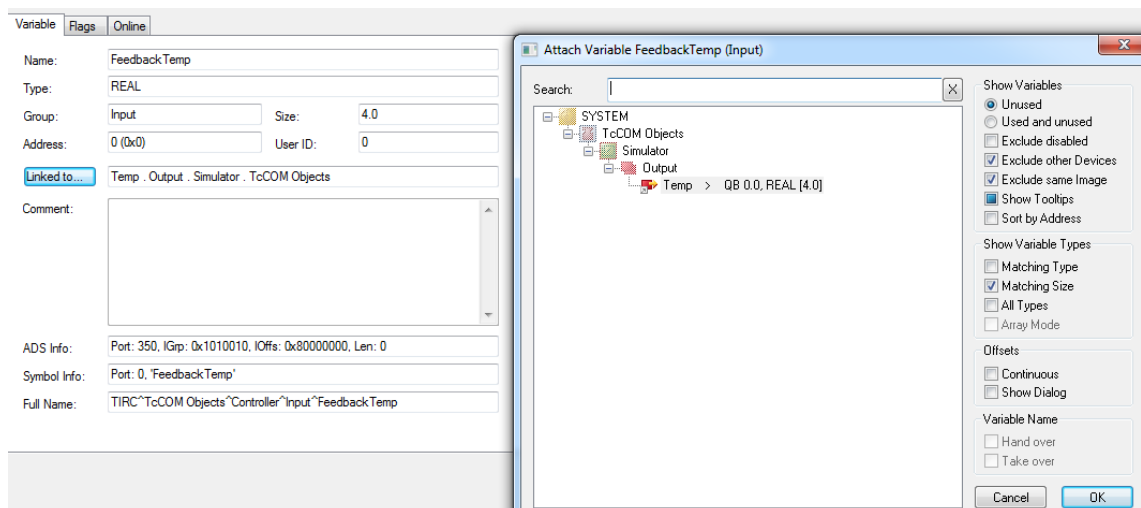 Variable Flags Online
Name: FeedbackTemp
Type: REAL
Group: Input Size: 4.0
Address: 0 (0x0) User ID: 0
Linked to... Temp . Output . Simulator . TcCOM Objects
Comment:
ADS Info: Port: 350, IGrp: 0x1010010, IOffs: 0x80000000, Len: 0
Symbol Info: Port: 0, 'FeedbackTemp'
Full Name: TIRC^TcCOM Objects^Controller^Input^FeedbackTemp
Attach Variable FeedbackTemp (Input)
Search:
SYSTEM
TcCOM Objects
Simulator
Output
Temp > QB 0.0, REAL [4.0]
Show Variables
Unused
Used and unused
Exclude disabled
Exclude other Devices
Exclude same Image
Show Tooltips
Sort by Address
Show Variable Types
Matching Type
Matching Size
All Types
Array Mode
Offsets
Continuous
Show Dialog
Variable Name
Hand over
Take over
Cancel OK